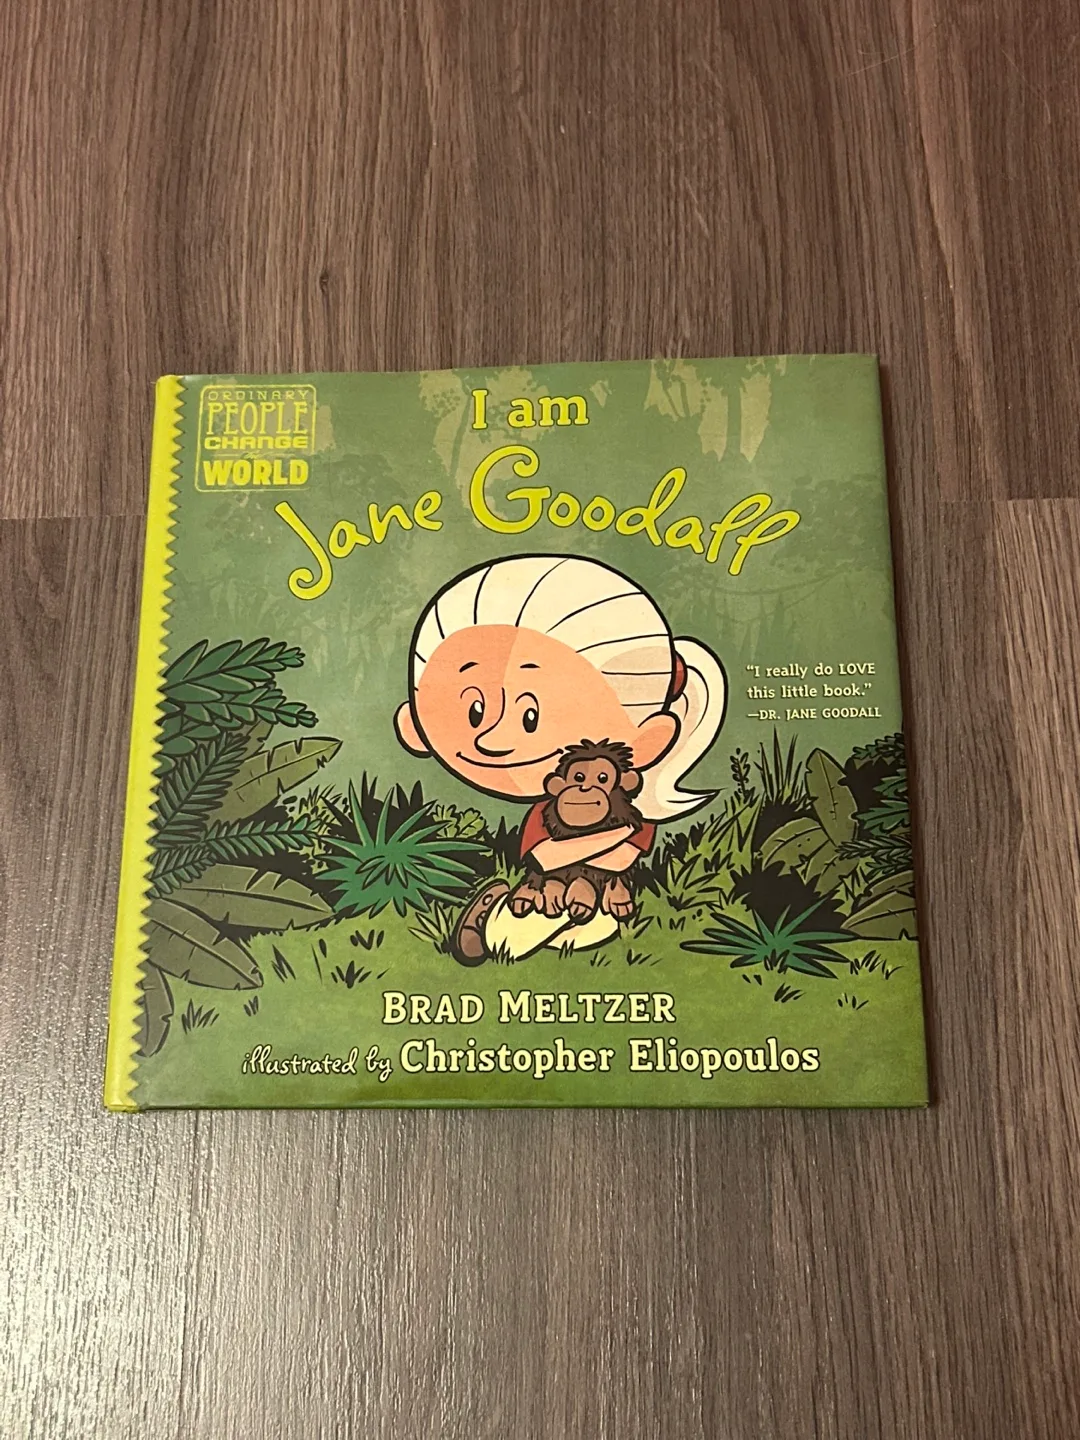 ORDINARY
PEOPLE
CHANGE
the
WORLD
I am
Jane Goodall
"I really do LOVE
this little book."
—DR. JANE GOODALL
BRAD MELTZER
illustrated by Christopher Eliopoulos